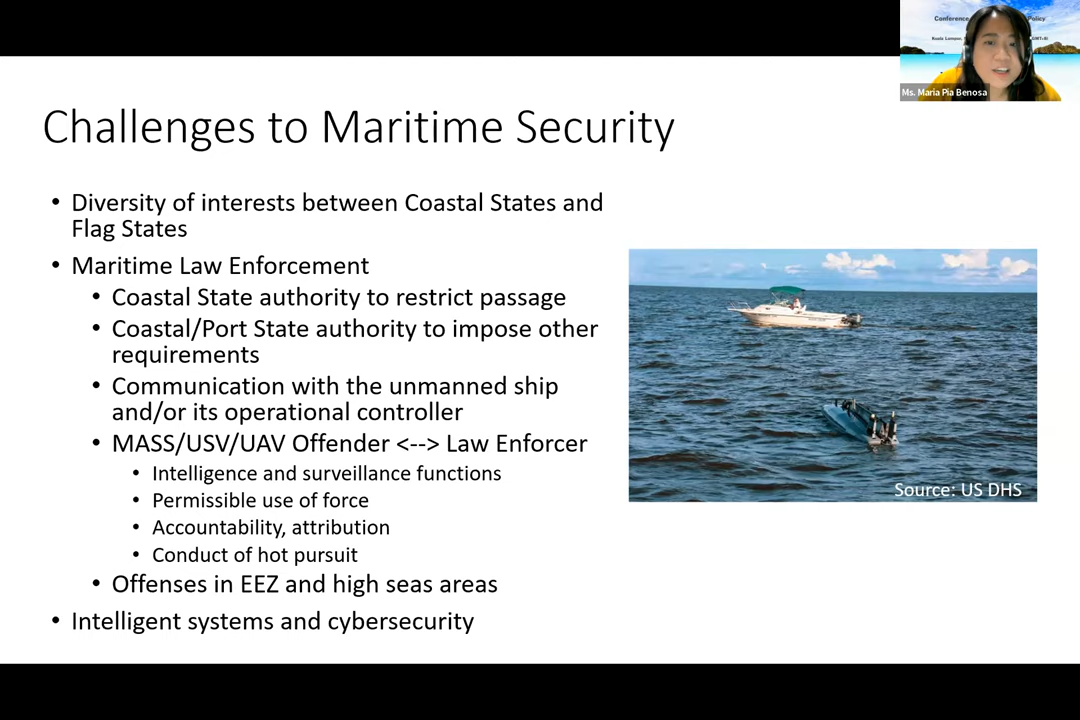 Conference
Policy
Kuala Lumpur,
Ms. Maria Pia Benosa
Challenges to Maritime Security
• Diversity of interests between Coastal States and
Flag States
• Maritime Law Enforcement
• Coastal State authority to restrict passage
• Coastal/Port State authority to impose other
requirements
• Communication with the unmanned ship
and/or its operational controller
• MASS/USV/UAV Offender <--> Law Enforcer
• Intelligence and surveillance functions
• Permissible use of force
• Accountability, attribution
• Conduct of hot pursuit
• Offenses in EEZ and high seas areas
• Intelligent systems and cybersecurity
Source: US DHS